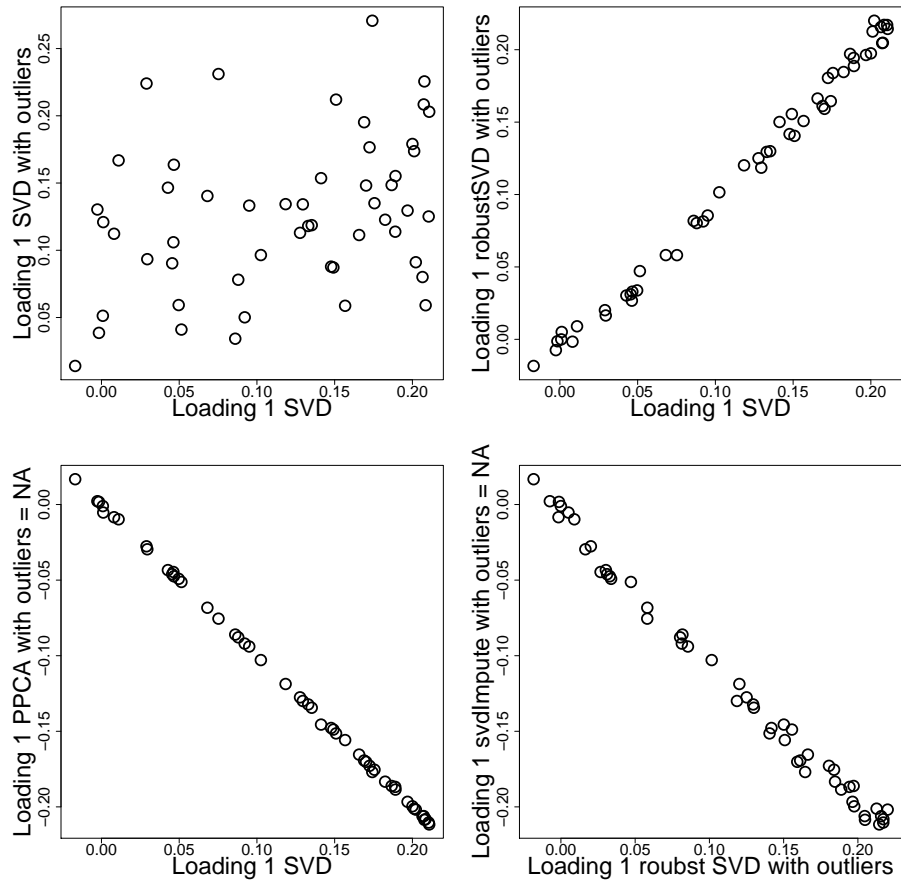 Loading 1 SVD with outliers
0.25
0.20
0.15
0.10
0.05
0.00 0.05 0.10 0.15 0.20
Loading 1 SVD
Loading 1 robustSVD with outliers
0.20
0.15
0.10
0.05
0.00
0.00 0.05 0.10 0.15 0.20
Loading 1 SVD
Loading 1 PPCA with outliers = NA
0.00
−0.05
−0.10
−0.15
−0.20
0.00 0.05 0.10 0.15 0.20
Loading 1 SVD
Loading 1 svdImpute with outliers = NA
0.00
−0.05
−0.10
−0.15
−0.20
0.00 0.05 0.10 0.15 0.20
Loading 1 roubst SVD with outliers